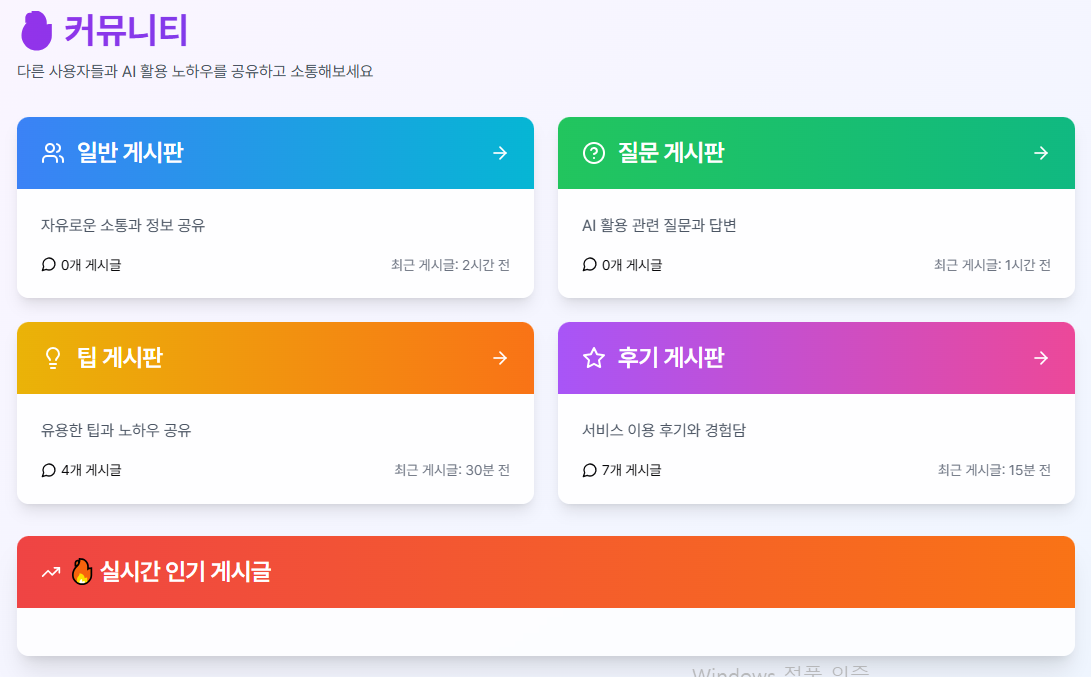 커뮤니티
다른 사용자들과 AI 활용 노하우를 공유하고 소통해보세요
일반 게시판
자유로운 소통과 정보 공유
0개 게시글
최근 게시글: 2시간 전
질문 게시판
AI 활용 관련 질문과 답변
0개 게시글
최근 게시글: 1시간 전
팁 게시판
유용한 팁과 노하우 공유
4개 게시글
최근 게시글: 30분 전
후기 게시판
서비스 이용 후기와 경험담
7개 게시글
최근 게시글: 15분 전
🔥 실시간 인기 게시글
Windows 정품 인증